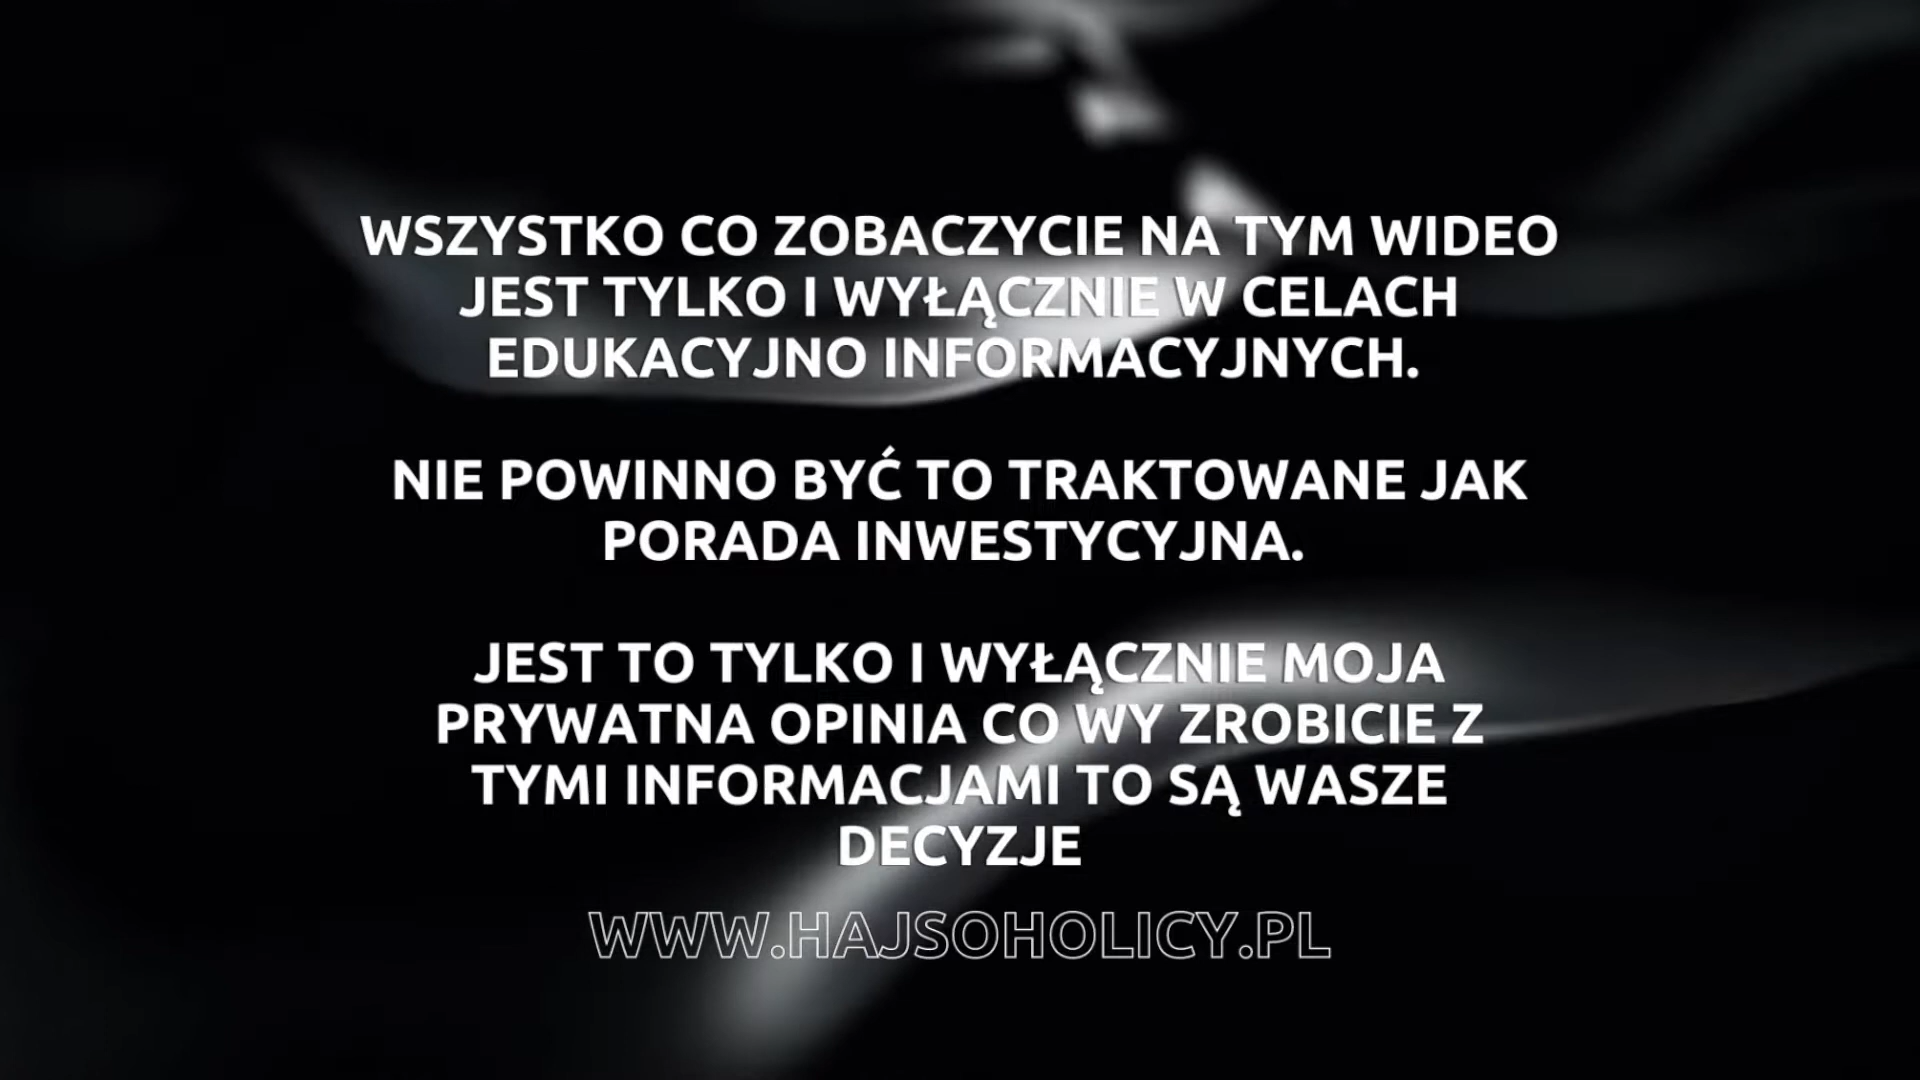 WSZYSTKO CO ZOBACZYCIE NA TYM WIDEO
JEST TYLKO I WYŁĄCZNIE W CELACH
EDUKACYJNO INFORMACYJNYCH.
NIE POWINNO BYĆ TO TRAKTOWANE JAK
PORADA INWESTYCYJNA.
JEST TO TYLKO I WYŁĄCZNIE MOJA
PRYWATNA OPINIA CO WY ZROBICIE Z
TYMI INFORMACJAMI TO SĄ WASZE
DECYZJE
WWW.HAJSOHOLICY.PL